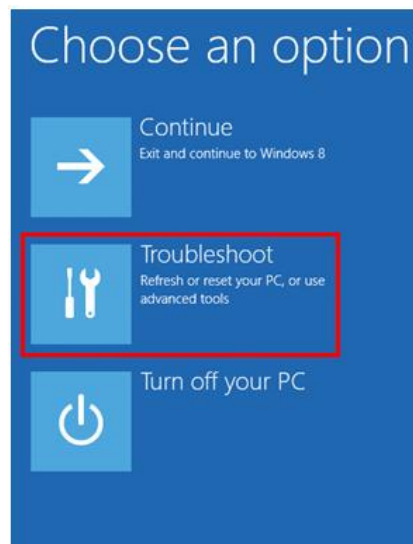 Choose an option
Continue
Exit and continue to Windows 8
Troubleshoot
Refresh or reset your PC, or use
advanced tools
Turn off your PC